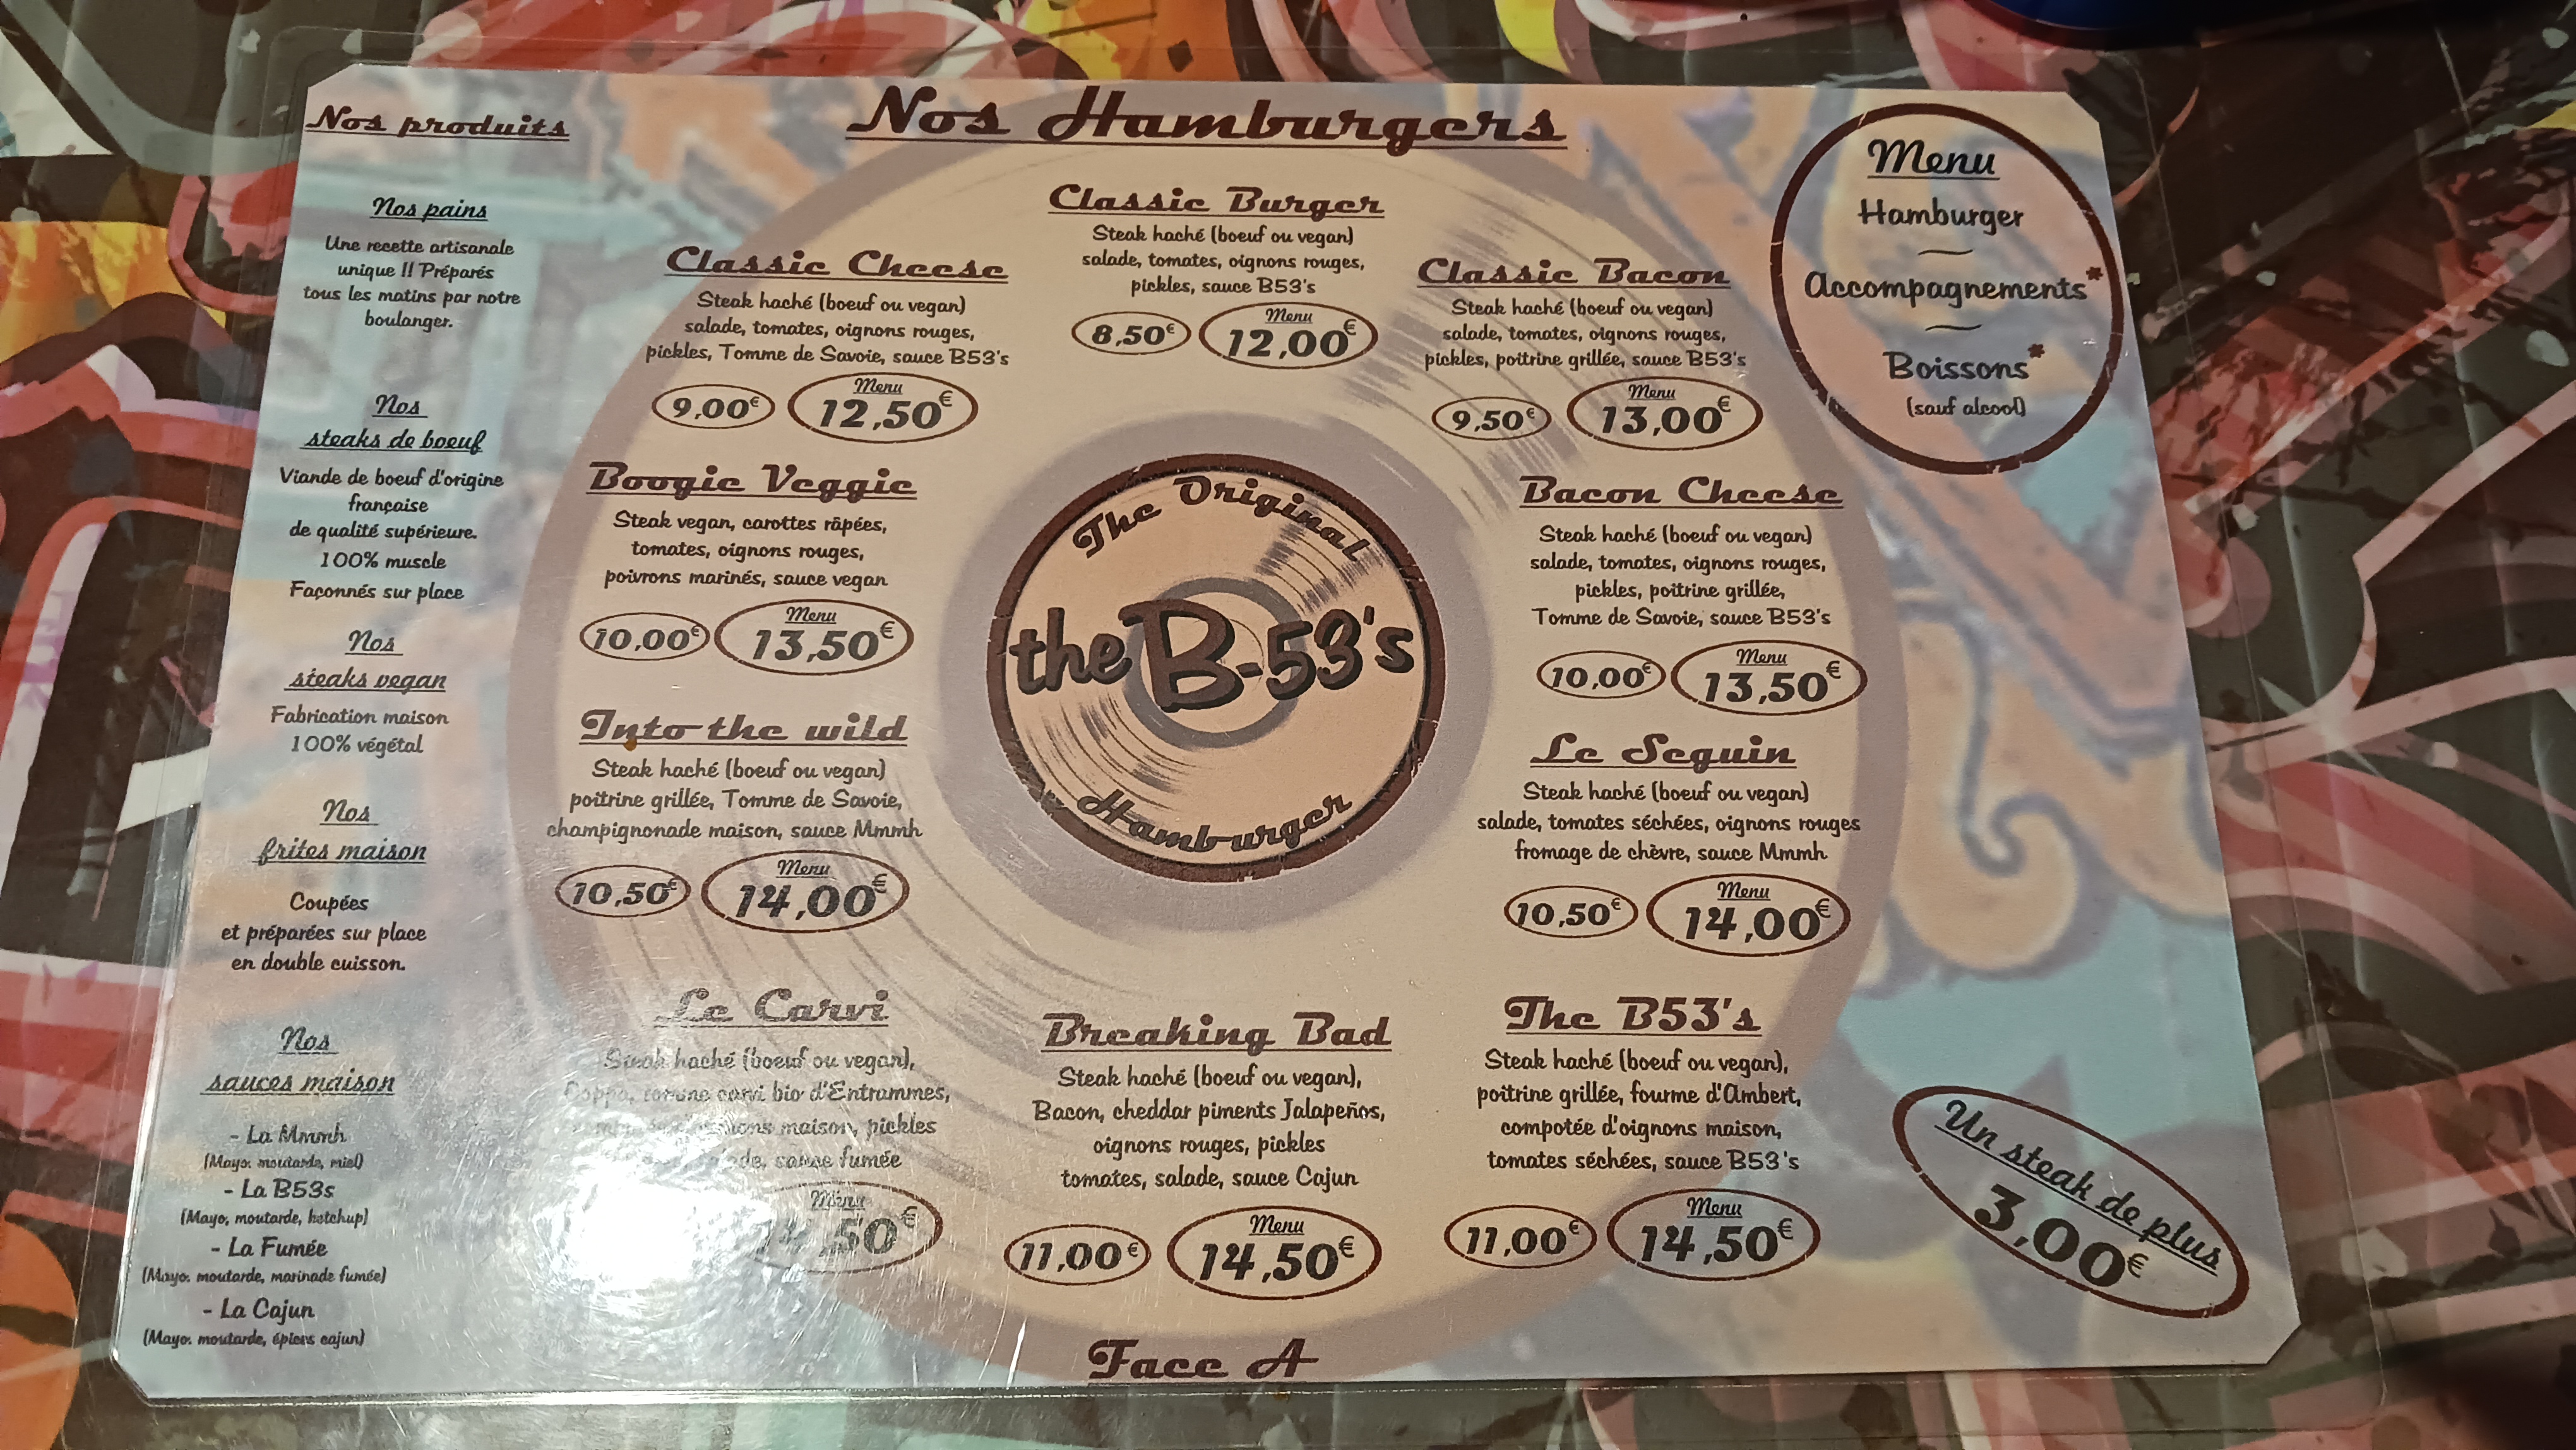 Nos produits
Nos pains
Une recette artisanale
unique !! Préparés
tous les matins par notre
boulanger.
Nos
steaks de boeuf
Viande de boeuf d'origine
française
de qualité supérieure.
100% muscle
Façonnés sur place
Nos
steaks vegan
Fabrication maison
100% végétal
Nos
frites maison
Coupées
et préparées sur place
en double cuisson.
Nos
sauces maison
- La Mmmh
(Mayo. moutarde, miel)
- La B53s
(Mayo, moutarde, ketchup)
- La Fumée
(Mayo. moutarde, marinade fumée)
- La Cajun
(Mayo. moutarde, épices cajun)
Nos Hamburgers
Classic Burger
Steak haché (boeuf ou vegan)
salade, tomates, oignons rouges,
pickles, sauce B53's
8,50€
Menu
12,00€
Classic Cheese
Steak haché (boeuf ou vegan)
salade, tomates, oignons rouges,
pickles, Tomme de Savoie, sauce B53's
9,00€
Menu
12,50€
Classic Bacon
Steak haché (boeuf ou vegan)
salade, tomates, oignons rouges,
pickles, poitrine grillée, sauce B53's
9,50€
Menu
13,00€
Boogie Veggie
Steak vegan, carottes râpées,
tomates, oignons rouges,
poivrons marinés, sauce vegan
10,00€
Menu
13,50€
Bacon Cheese
Steak haché (boeuf ou vegan)
salade, tomates, oignons rouges,
pickles, poitrine grillée,
Tomme de Savoie, sauce B53's
10,00€
Menu
13,50€
The Original
the B-53's
Hamburger
Into the wild
Steak haché (boeuf ou vegan)
poitrine grillée, Tomme de Savoie,
champignonade maison, sauce Mmmh
10,50€
Menu
14,00€
Le Seguin
Steak haché (boeuf ou vegan)
salade, tomates séchées, oignons rouges
fromage de chèvre, sauce Mmmh
10,50€
Menu
14,00€
Le Carvi
Steak haché (boeuf ou vegan),
Coppa, tomme carvi bio d'Entrammes,
maison, pickles
sauce fumée
Menu
14,50€
Breaking Bad
Steak haché (boeuf ou vegan),
Bacon, cheddar piments Jalapeños,
oignons rouges, pickles
tomates, salade, sauce Cajun
11,00€
Menu
14,50€
The B53's
Steak haché (boeuf ou vegan),
poitrine grillée, fourme d'Ambert,
compotée d'oignons maison,
tomates séchées, sauce B53's
11,00€
Menu
14,50€
Menu
Hamburger
Accompagnements*
Boissons*
(sauf alcool)
Un steak de plus
3,00€
Face A